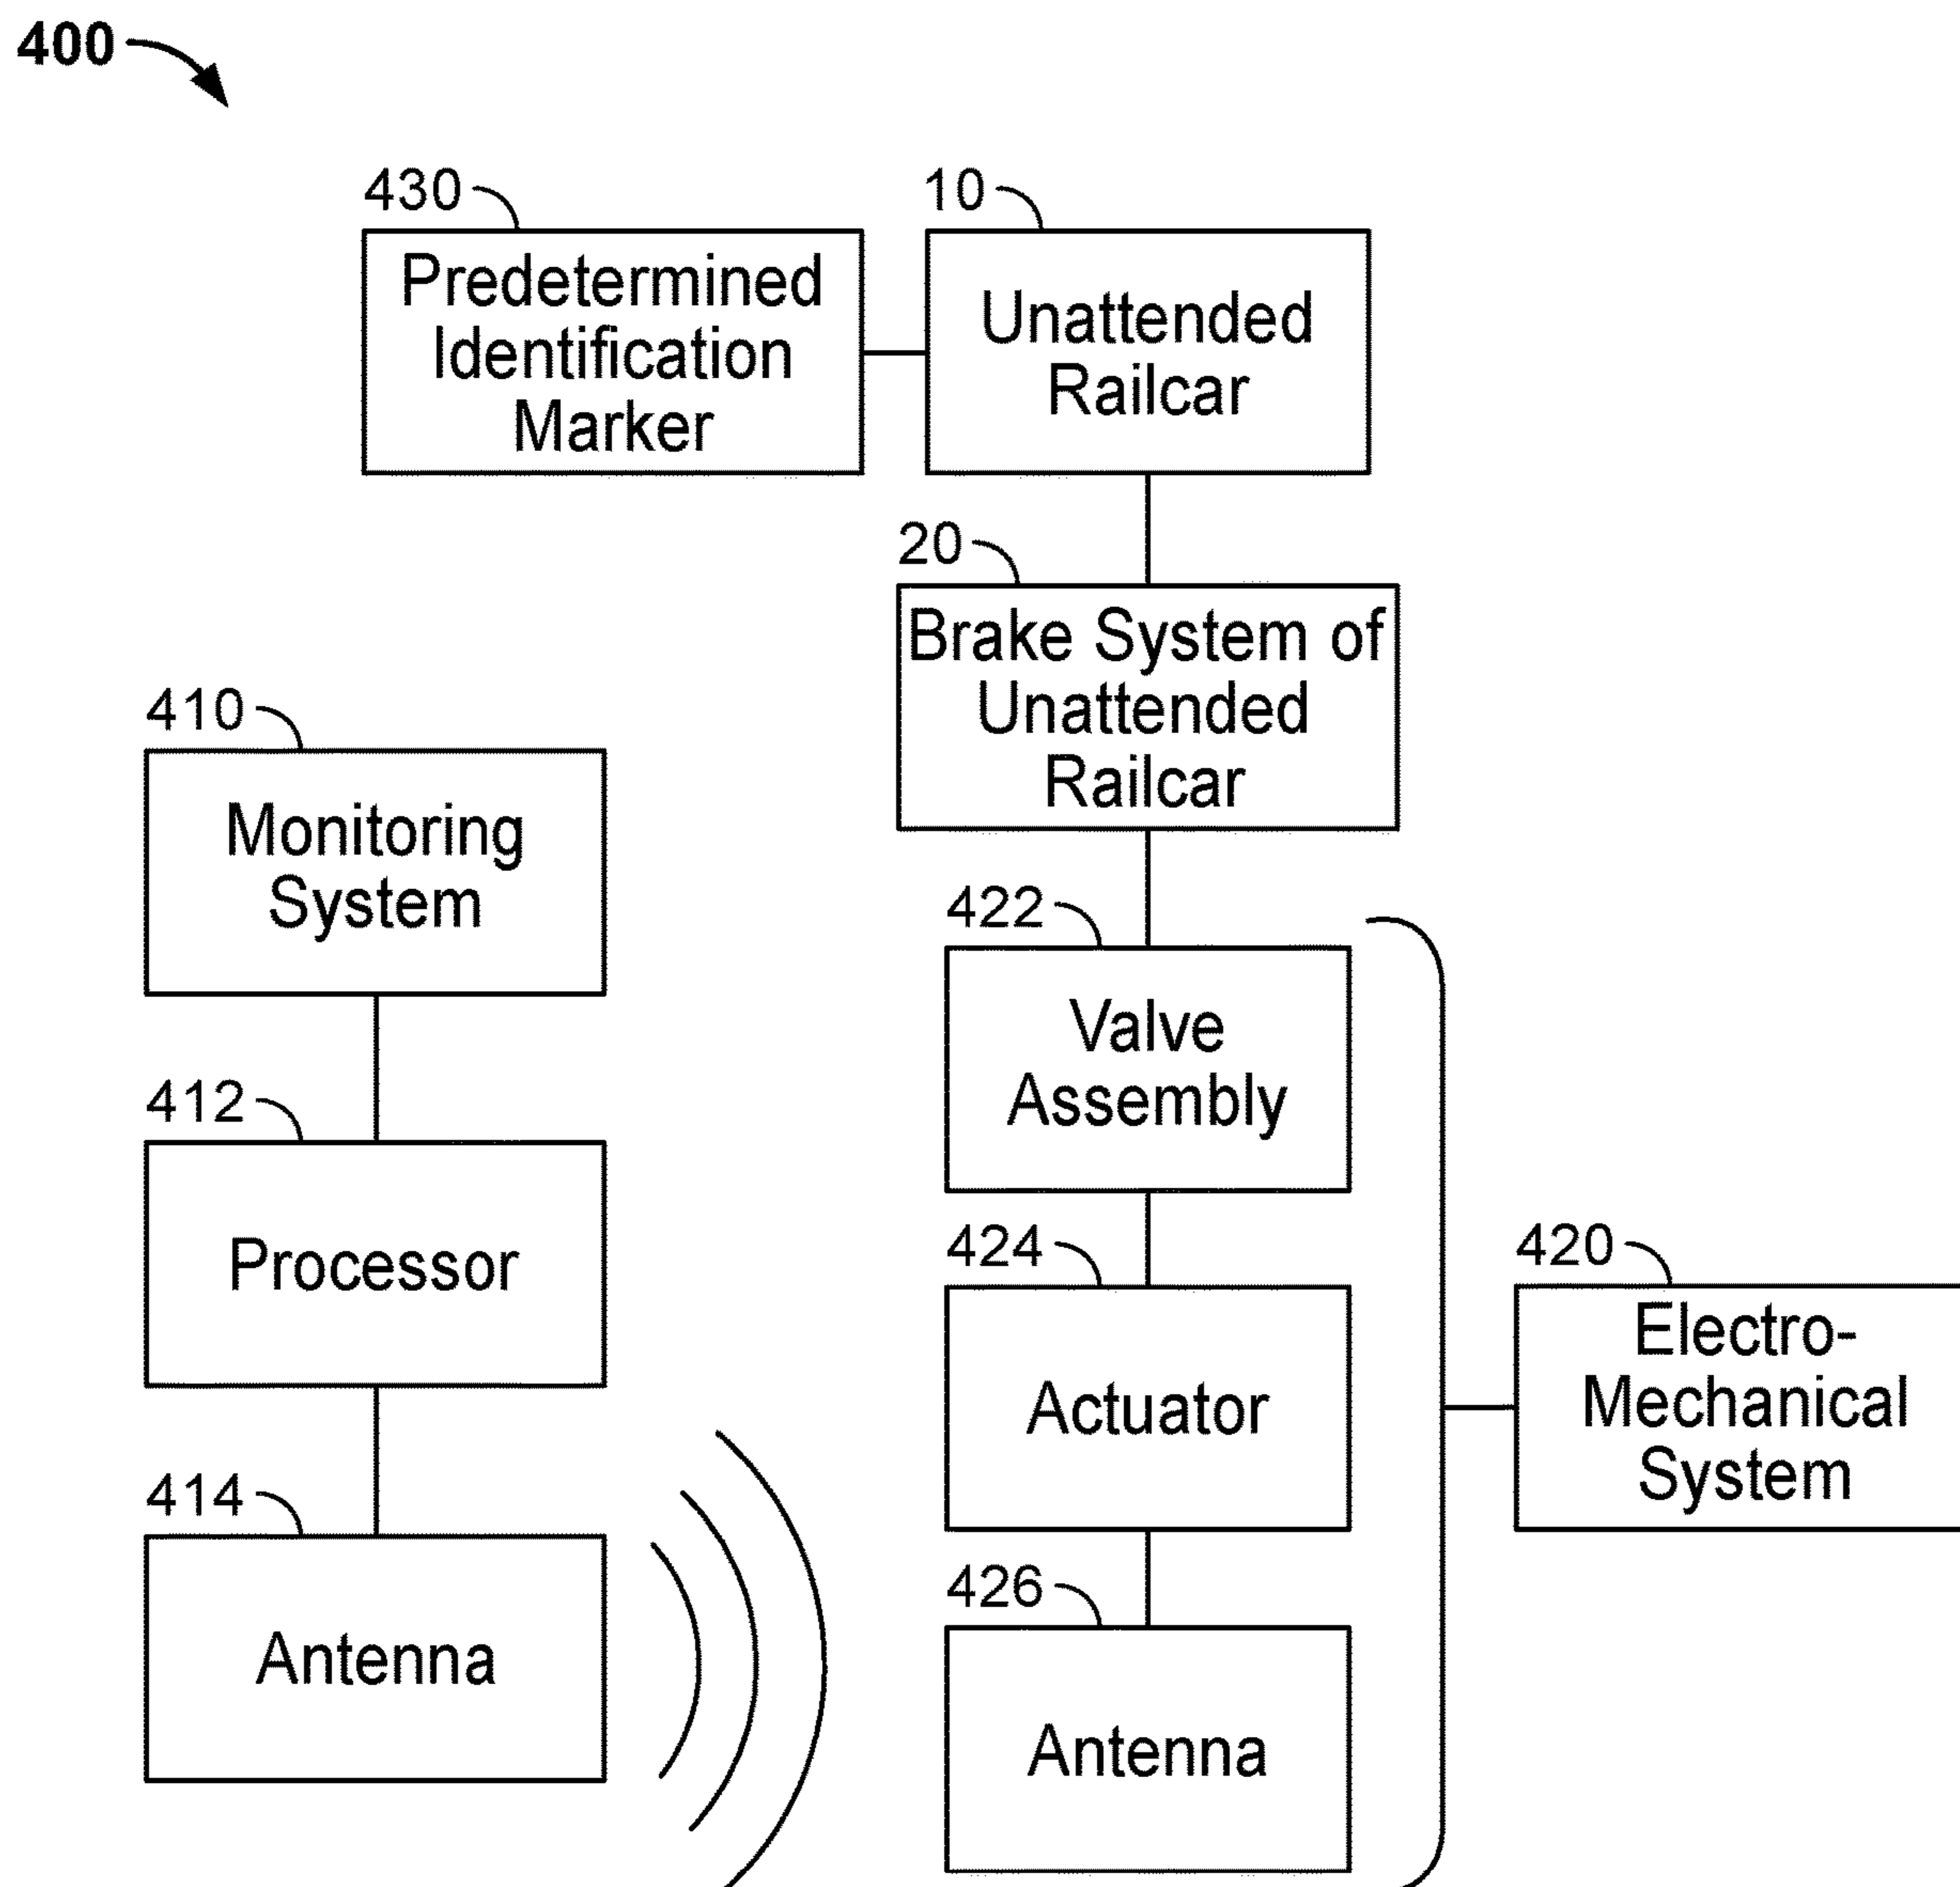 400
430
Predetermined
Identification
Marker
10
Unattended
Railcar
20
Brake System of
Unattended
Railcar
410
Monitoring
System
412
Processor
414
Antenna
422
Valve
Assembly
424
Actuator
426
Antenna
420
Electro-
Mechanical
System